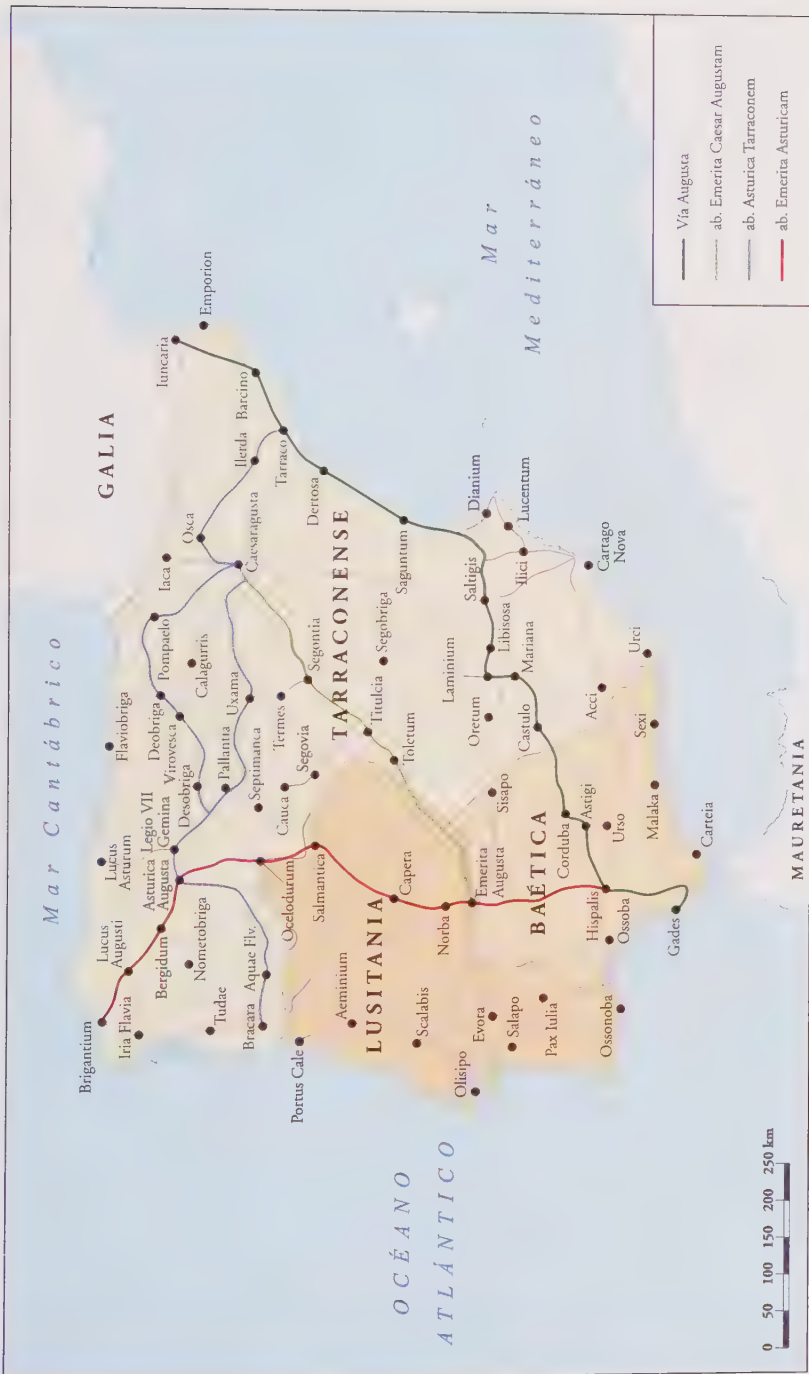 Mar Cantábrico
GALIA
Brigantium
Lucus
Augusti
Iria Flavia
Lucus
Asturum
Flaviobriga
Bergidum
Asturica
Augusta
Legio VII
Gemina
Nometobriga
Tudae
Bracara
Aquae Flv.
Desobriga
Virovesca
Deobriga
Pompaelo
Iaca
Osca
Calagurris
Pallantia
Septimanca
Uxama
Caesaragusta
Ilerda
Barcino
Iuncaria
Emporion
Tarraco
Dertosa
Portus Cale
Ocelodurum
Salmantica
Cauca
Segovia
Termes
Segontia
TARRACONENSE
Aeminium
LUSITANIA
Capera
Titulcia
Toletum
Segobriga
Saguntum
Scalabis
Norba
Olisipo
Evora
Salapo
Emerita
Augusta
Sisapo
Oretum
Laminium
Libisosa
Mariana
Saltigis
Dianium
Lucentum
Ilici
Cartago
Nova
Pax Iulia
BAÉTICA
Castulo
Corduba
Astigi
Urso
Acci
Urci
Sexi
Malaka
Hispalis
Ossoba
Ossonoba
Gades
Carteia
OCÉANO
ATLÁNTICO
Mar
Mediterráneo
MAURETANIA
0 50 100 150 200 250 km
Vía Augusta
ab. Emerita Caesar Augustam
ab. Asturica Tarraconem
ab. Emerita Asturicam